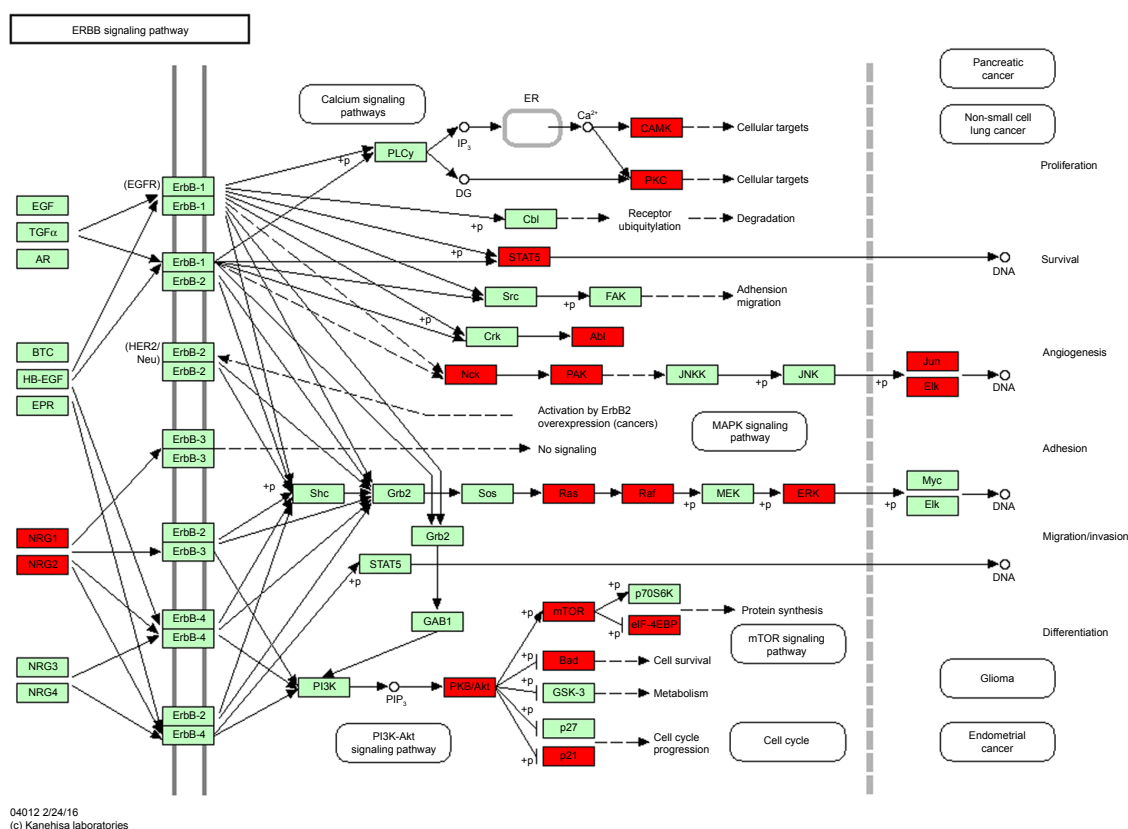 ERBB signaling pathway
Pancreatic
cancer
Calcium signaling
pathways
ER
Ca²⁺
Non-small cell
lung cancer
CAMK
Cellular targets
IP₃
+p
PLCγ
Proliferation
(EGFR)
ErbB-1
ErbB-1
DG
PKC
Cellular targets
EGF
TGFα
AR
Cbl
+p
Receptor
ubiquitylation
Degradation
ErbB-1
ErbB-2
+p
STAT5
DNA
Survival
Src
+p
FAK
Adhension
migration
+p
Crk
Abl
BTC
HB-EGF
EPR
(HER2/
Neu)
ErbB-2
ErbB-2
+p
Nck
PAK
JNKK
+p
JNK
+p
Jun
Elk
DNA
Angiogenesis
Activation by ErbB2
overexpression (cancers)
MAPK signaling
pathway
ErbB-3
ErbB-3
No signaling
Adhesion
+p
Shc
Grb2
Sos
Ras
Raf
+p
MEK
+p
ERK
+p
Myc
Elk
DNA
NRG1
NRG2
ErbB-2
ErbB-3
Grb2
Migration/invasion
+p
STAT5
DNA
ErbB-4
ErbB-4
GAB1
+p
mTOR
+p
+p
p70S6K
eIF-4EBP
Protein synthesis
mTOR signaling
pathway
Differentiation
NRG3
NRG4
+p
Bad
Cell survival
PI3K
PIP₃
PKB/Akt
+p
GSK-3
Metabolism
Glioma
ErbB-2
ErbB-4
PI3K-Akt
signaling pathway
+p
p27
+p
p21
Cell cycle
progression
Cell cycle
Endometrial
cancer
04012 2/24/16
(c) Kanehisa laboratories